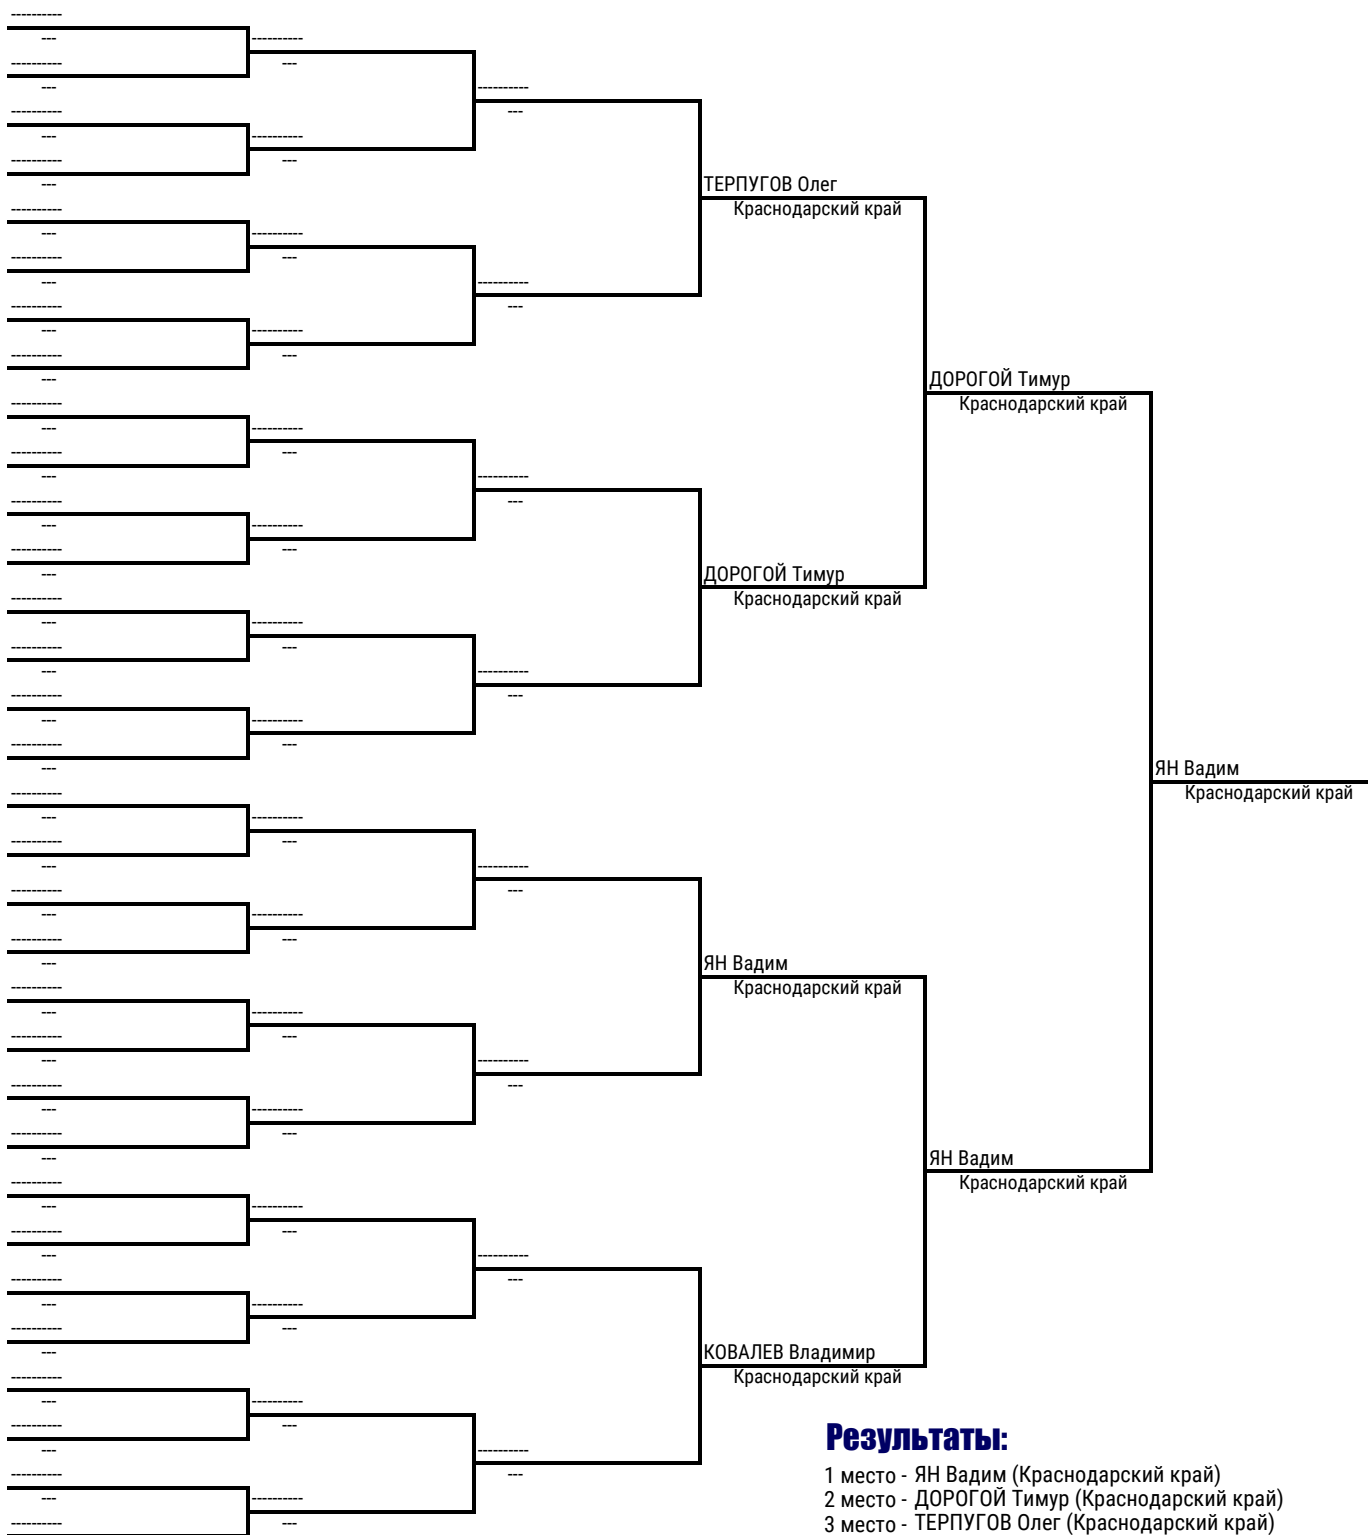 ТЕРПУГОВ Олег
Краснодарский край
ДОРОГОЙ Тимур
Краснодарский край
ДОРОГОЙ Тимур
Краснодарский край
ЯН Вадим
Краснодарский край
ЯН Вадим
Краснодарский край
ЯН Вадим
Краснодарский край
КОВАЛЕВ Владимир
Краснодарский край
Результаты:
1 место - ЯН Вадим (Краснодарский край)
2 место - ДОРОГОЙ Тимур (Краснодарский край)
3 место - ТЕРПУГОВ Олег (Краснодарский край)